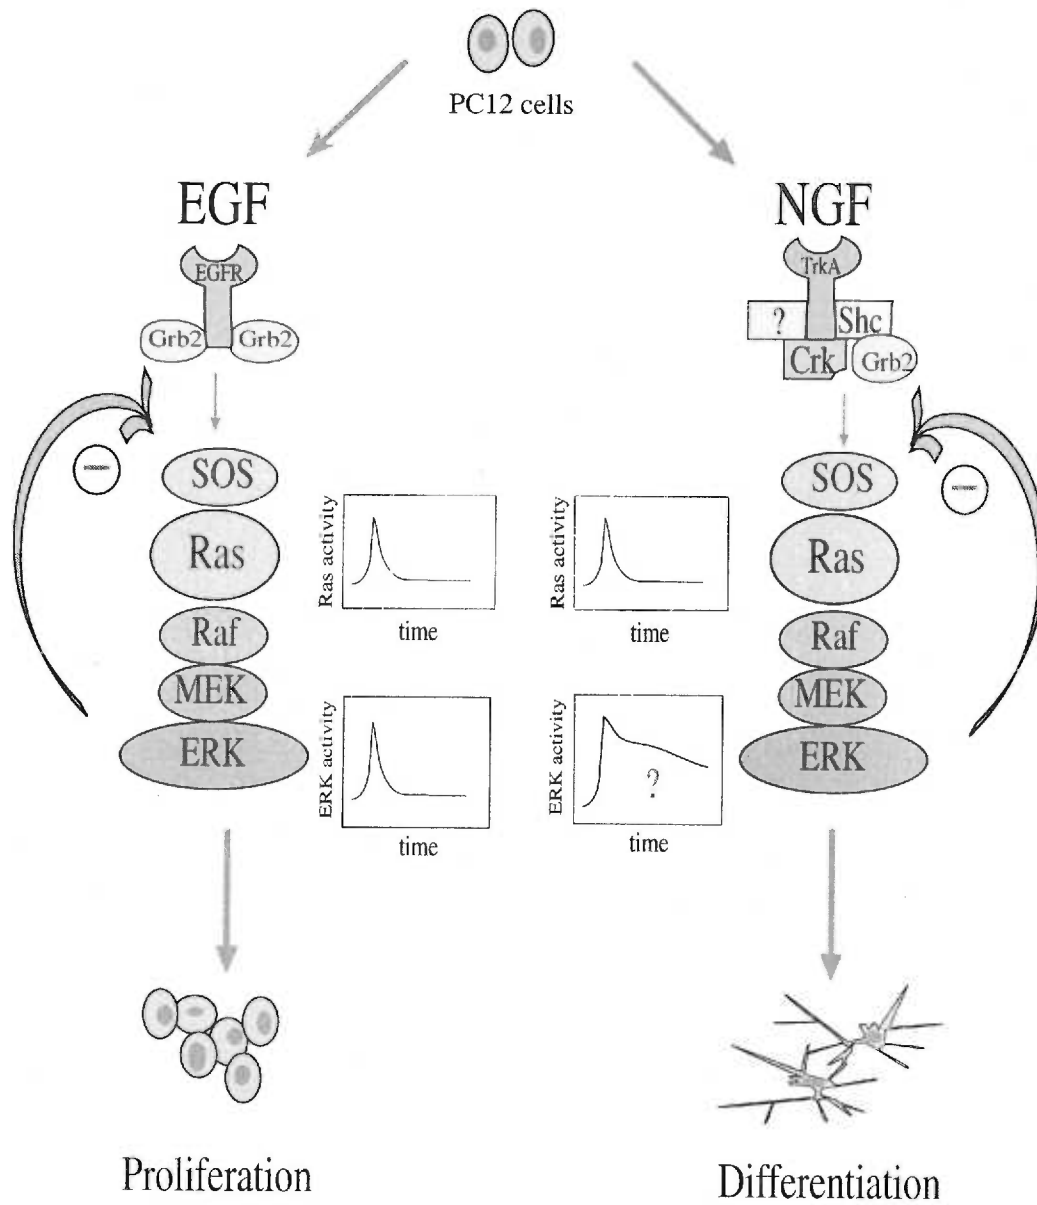 PC12 cells
EGF
EGFR
Grb2 Grb2
−
SOS
Ras
Raf
MEK
ERK
Ras activity
time
ERK activity
time
Proliferation
NGF
TrkA
? Shc
Crk Grb2
−
SOS
Ras
Raf
MEK
ERK
Ras activity
time
ERK activity
?
time
Differentiation